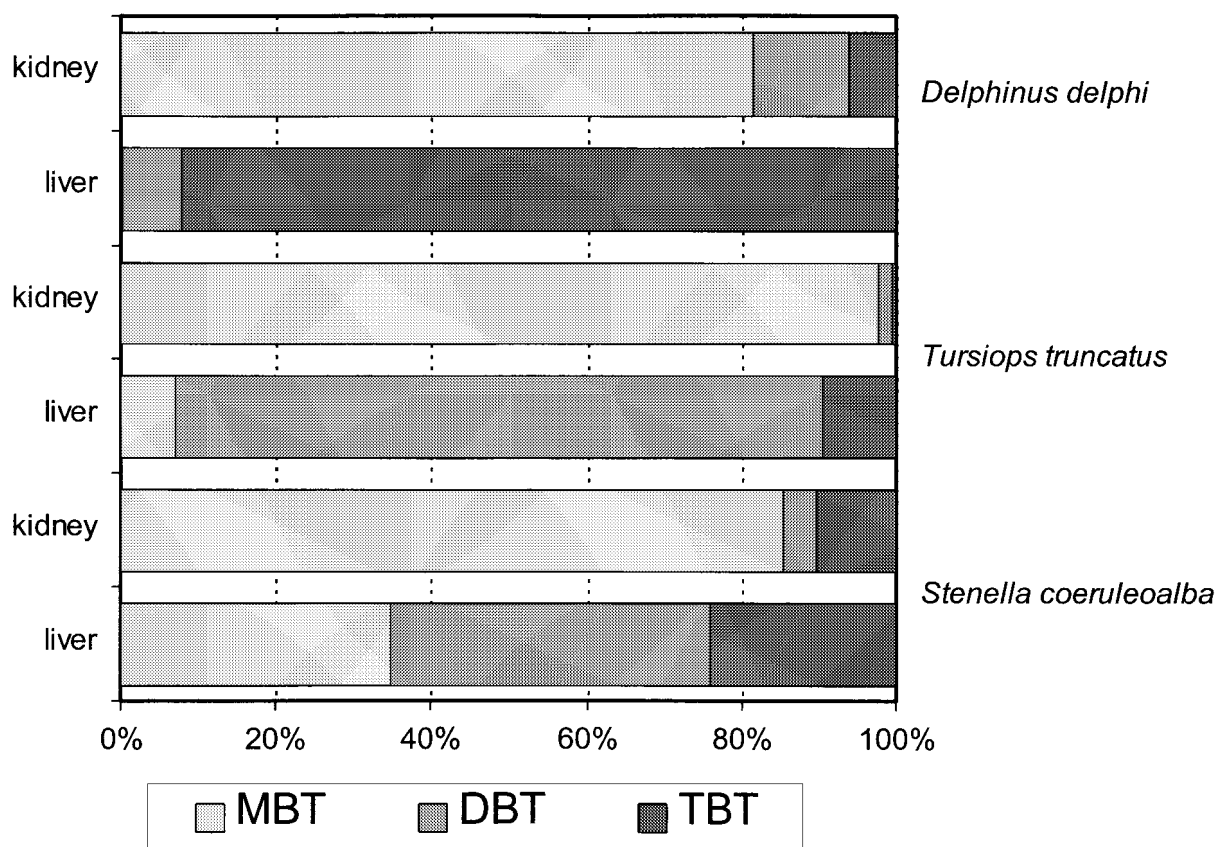 kidney
Delphinus delphi
liver
kidney
Tursiops truncatus
liver
kidney
Stenella coeruleoalba
liver
0% 20% 40% 60% 80% 100%
MBT DBT TBT